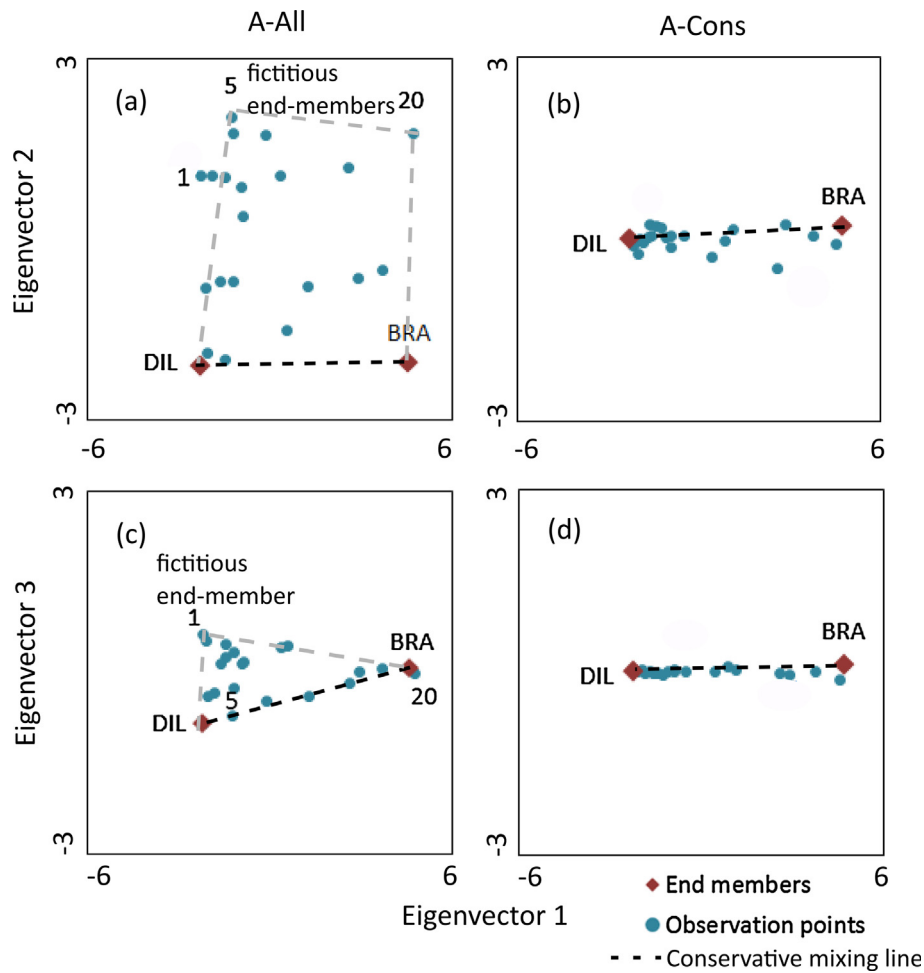 A-All
A-Cons
3
(a)
5
fictitious
end-members
20
1
DIL
BRA
Eigenvector 2
-3
-6
6
3
(b)
BRA
DIL
-3
-6
6
3
(c)
fictitious
end-member
1
BRA
5
20
DIL
Eigenvector 3
-3
-6
6
3
(d)
BRA
DIL
-3
-6
6
Eigenvector 1
End members
Observation points
Conservative mixing line